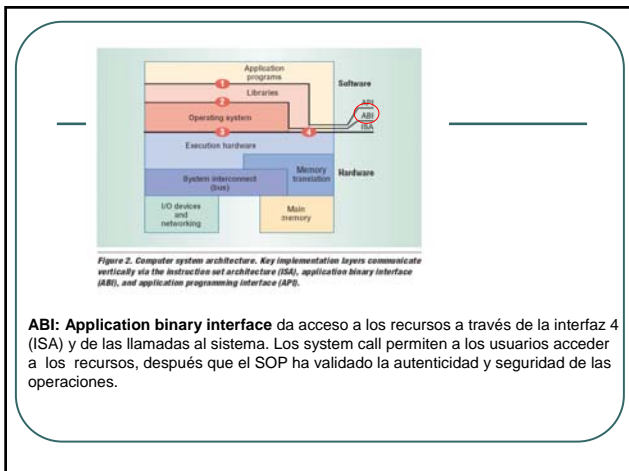 Application
programs
1
Software
Libraries
2
API
ABI
Operating system
ISA
3
4
Execution hardware
Memory
translation
Hardware
System interconnect
(bus)
I/O devices
and
networking
Main
memory
Figure 2. Computer system architecture. Key implementation layers communicate
vertically via the instruction set architecture (ISA), application binary interface
(ABI), and application programming interface (API).
ABI: Application binary interface da acceso a los recursos a través de la interfaz 4
(ISA) y de las llamadas al sistema. Los system call permiten a los usuarios acceder
a los recursos, después que el SOP ha validado la autenticidad y seguridad de las
operaciones.